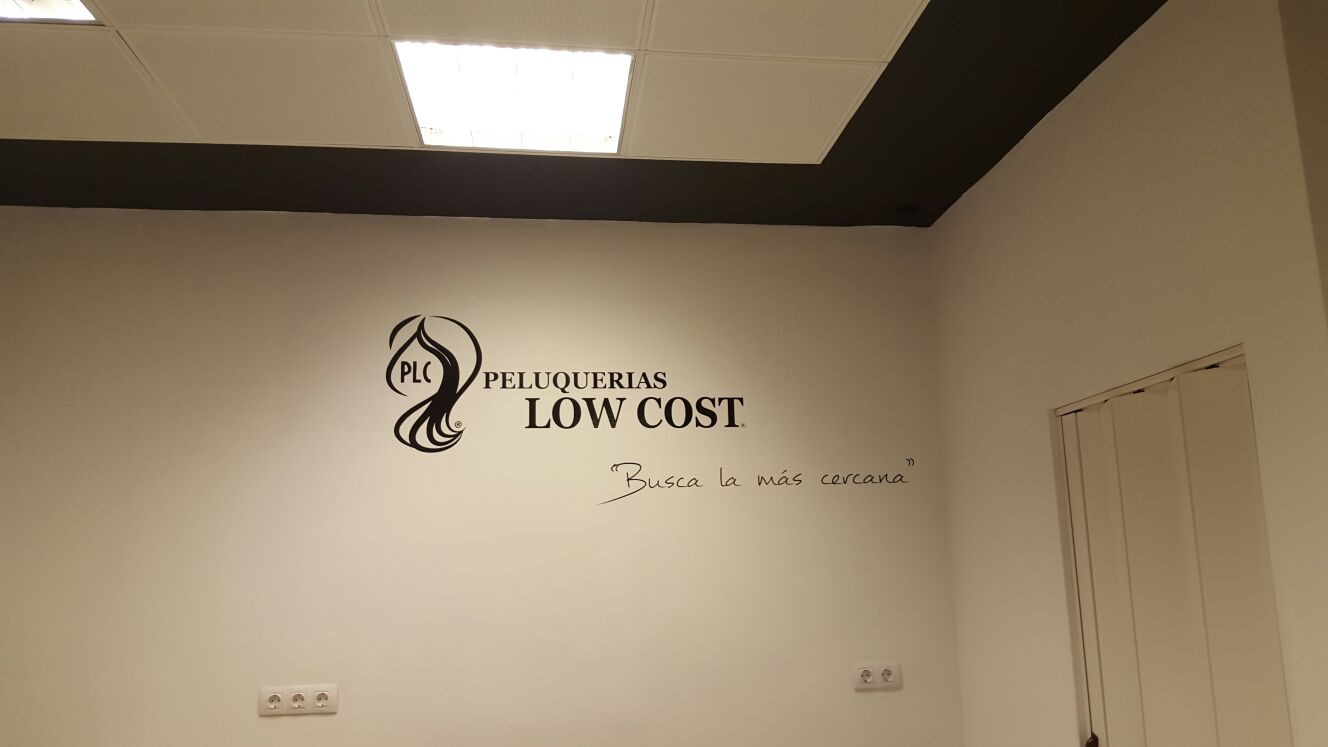 PLC
PELUQUERIAS
LOW COST®
"Busca la más cercana"